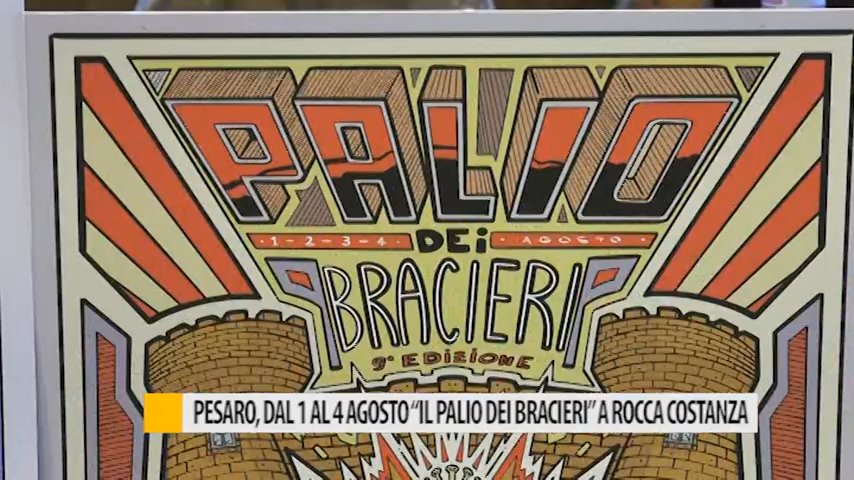 PALIO
·1-2-3-4· DEi ·AGOSTO·
P BRACIERI P
9ª EDiZiONE
PESARO, DAL 1 AL 4 AGOSTO "IL PALIO DEI BRACIERI" A ROCCA COSTANZA